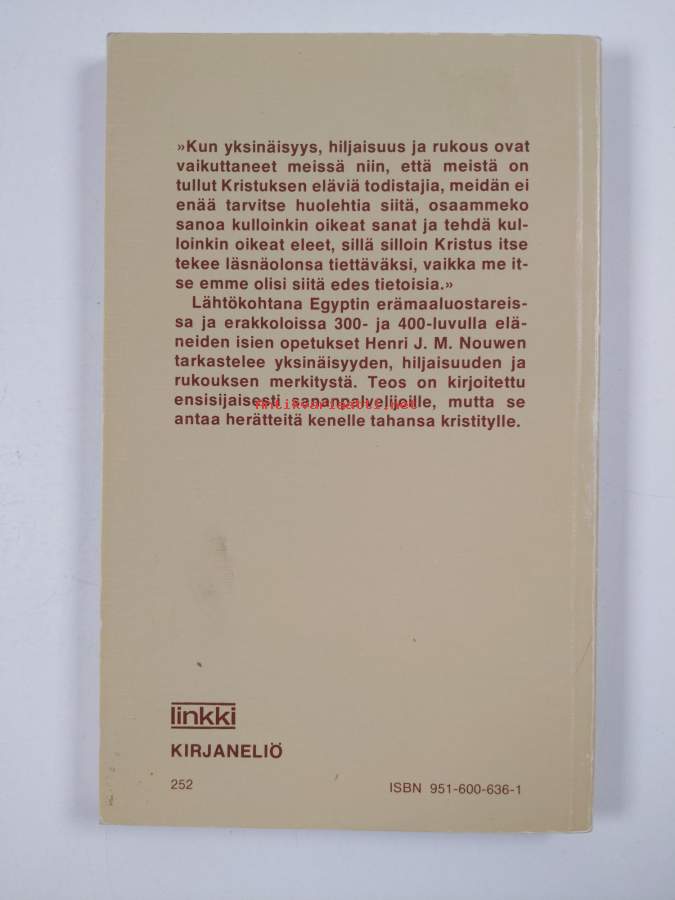 »Kun yksinäisyys, hiljaisuus ja rukous ovat
vaikuttaneet meissä niin, että meistä on
tullut Kristuksen eläviä todistajia, meidän ei
enää tarvitse huolehtia siitä, osaammeko
sanoa kulloinkin oikeat sanat ja tehdä kul-
loinkin oikeat eleet, sillä silloin Kristus itse
tekee läsnäolonsa tiettäväksi, vaikka me it-
se emme olisi siitä edes tietoisia.»
Lähtökohtana Egyptin erämaaluostareis-
sa ja erakkoloissa 300- ja 400-luvulla elä-
neiden isien opetukset Henri J. M. Nouwen
tarkastelee yksinäisyyden, hiljaisuuden ja
rukouksen merkitystä. Teos on kirjoitettu
ensisijaisesti sananpalvelijoille, mutta se
antaa herätteitä kenelle tahansa kristitylle.
Antikvariaatti.net
linkki
KIRJANELIÖ
252
ISBN 951-600-636-1